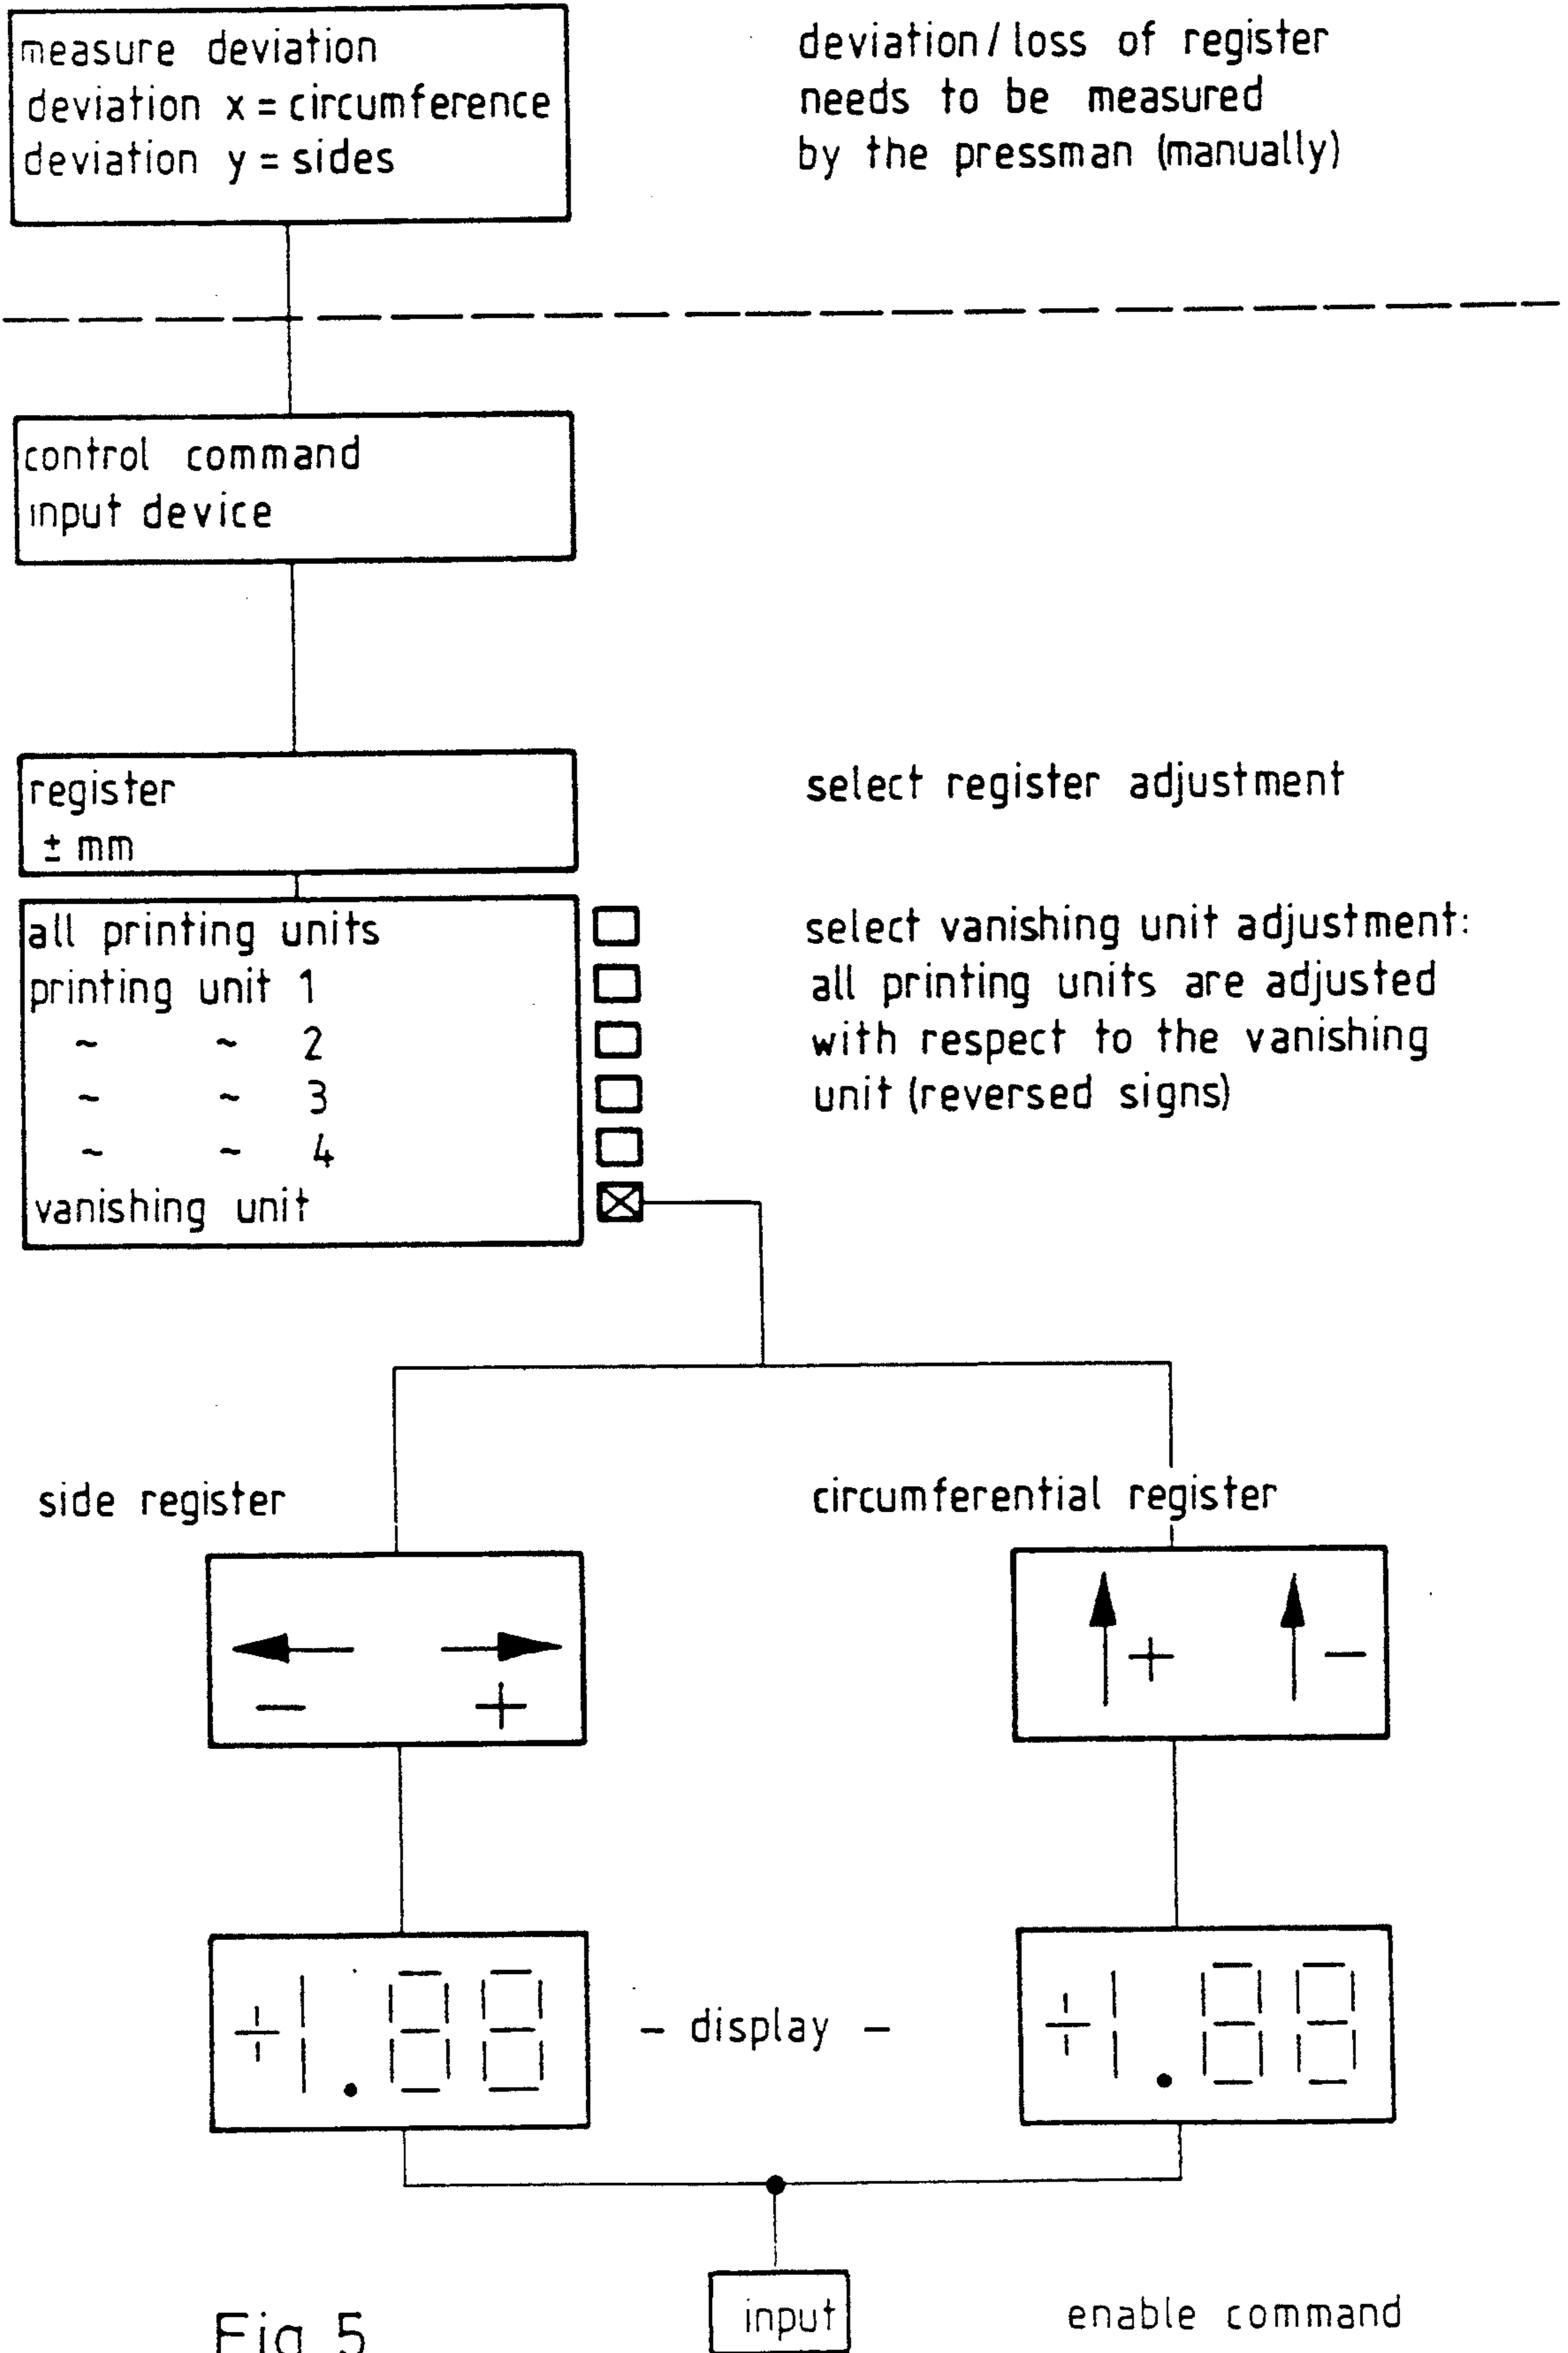 measure deviation
deviation x = circumference
deviation y = sides
deviation / loss of register
needs to be measured
by the pressman (manually)
control command
input device
register
± mm
select register adjustment
all printing units
printing unit 1
~ ~ 2
~ ~ 3
~ ~ 4
vanishing unit
select vanishing unit adjustment:
all printing units are adjusted
with respect to the vanishing
unit (reversed signs)
side register
circumferential register
− +
+ −
±1.88
- display -
±1.88
input
enable command
Fig 5